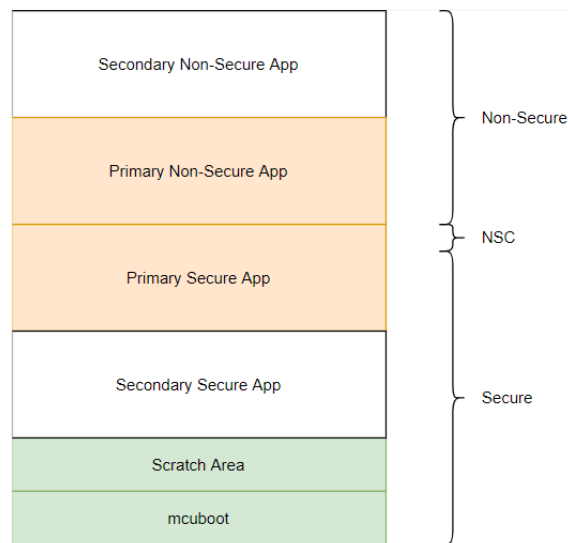 Secondary Non-Secure App
Non-Secure
Primary Non-Secure App
NSC
Primary Secure App
Secondary Secure App
Secure
Scratch Area
mcuboot